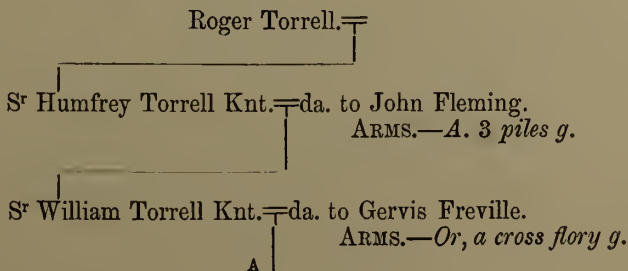 Roger Torrell.
Sr Humfrey Torrell Knt. da. to John Fleming.
ARMS.—A. 3 piles g.
Sr William Torrell Knt. da. to Gervis Freville.
ARMS.—Or, a cross flory g.
A